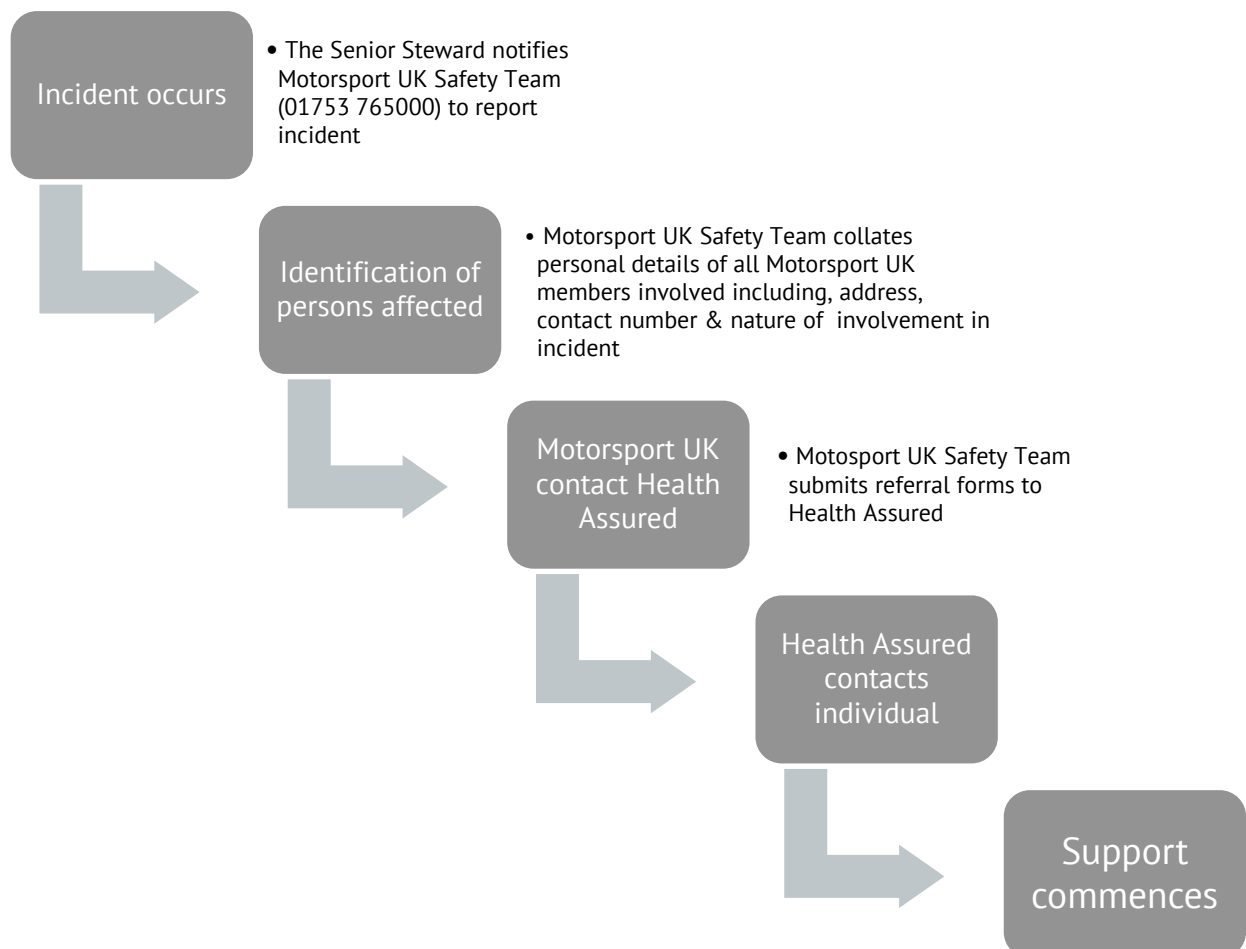 Incident occurs
• The Senior Steward notifies
Motorsport UK Safety Team
(01753 765000) to report
incident
Identification of
persons affected
• Motorsport UK Safety Team collates
personal details of all Motorsport UK
members involved including, address,
contact number & nature of  involvement in
incident
Motorsport UK
contact Health
Assured
• Motosport UK Safety Team
submits referral forms to
Health Assured
Health Assured
contacts
individual
Support
commences